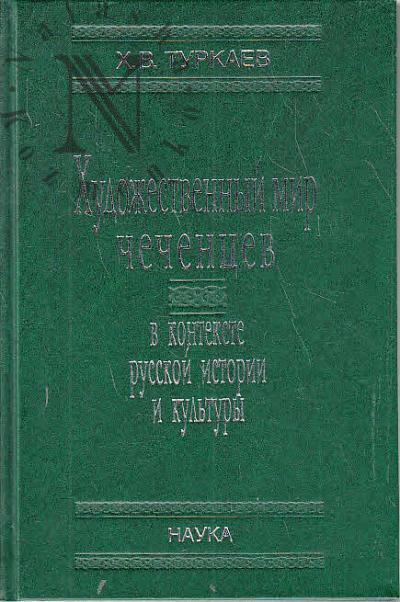 Х.В. ТУРКАЕВ
Художественный мир
чеченцев
в контексте
русской истории
и культуры
НАУКА